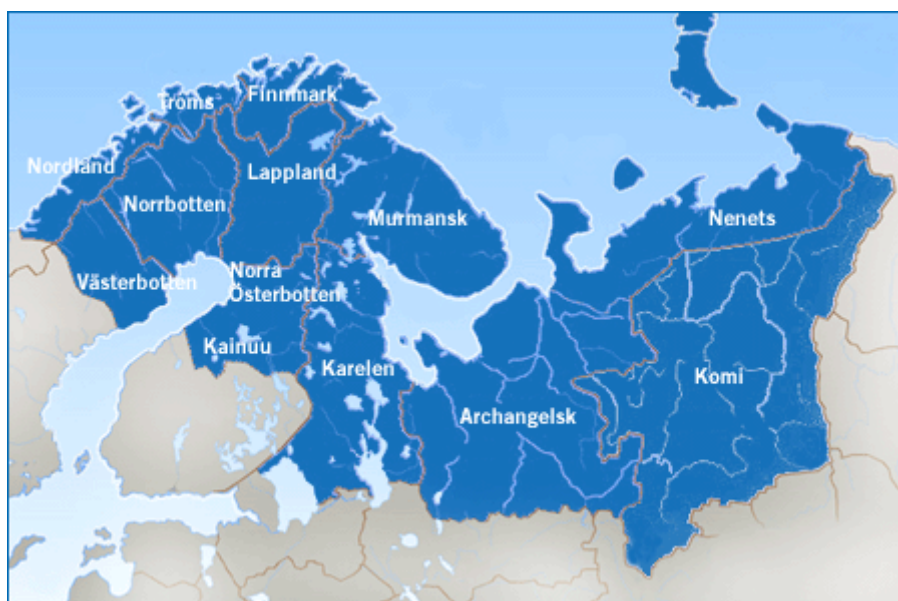 Finnmark
Troms
Nordland
Lappland
Norrbotten
Murmansk
Nenets
Västerbotten
Norra
Österbotten
Kainuu
Karelen
Komi
Archangelsk